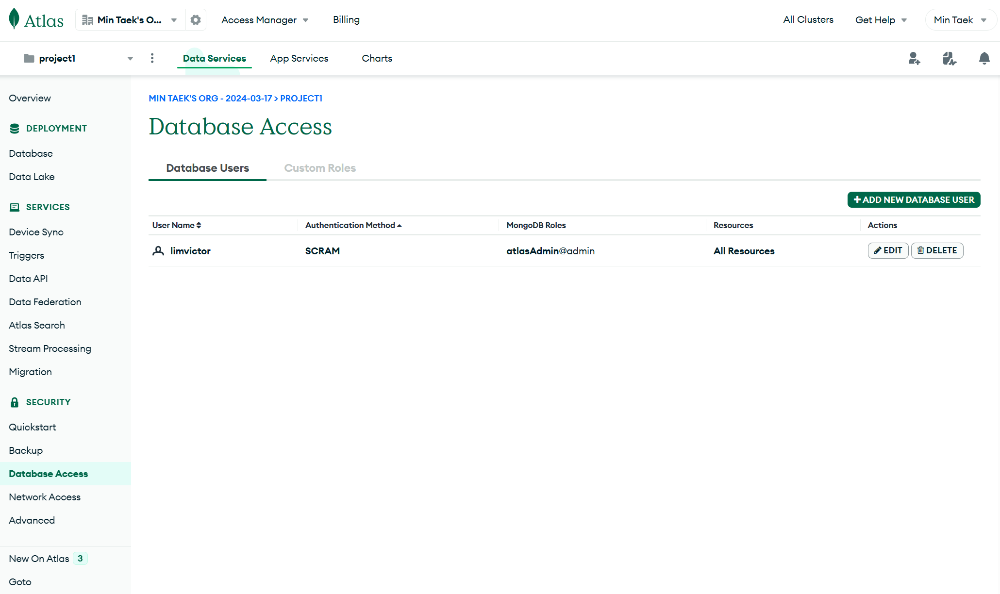 Atlas
Min Taek's O...
Access Manager
Billing
All Clusters
Get Help
Min Taek
project1
Data Services
App Services
Charts
Overview
DEPLOYMENT
Database
Data Lake
SERVICES
Device Sync
Triggers
Data API
Data Federation
Atlas Search
Stream Processing
Migration
SECURITY
Quickstart
Backup
Database Access
Network Access
Advanced
New On Atlas 3
Goto
MIN TAEK'S ORG - 2024-03-17 > PROJECT1
Database Access
Database Users
Custom Roles
+ ADD NEW DATABASE USER
User Name Authentication Method MongoDB Roles Resources Actions
limvictor SCRAM atlasAdmin@admin All Resources EDIT DELETE